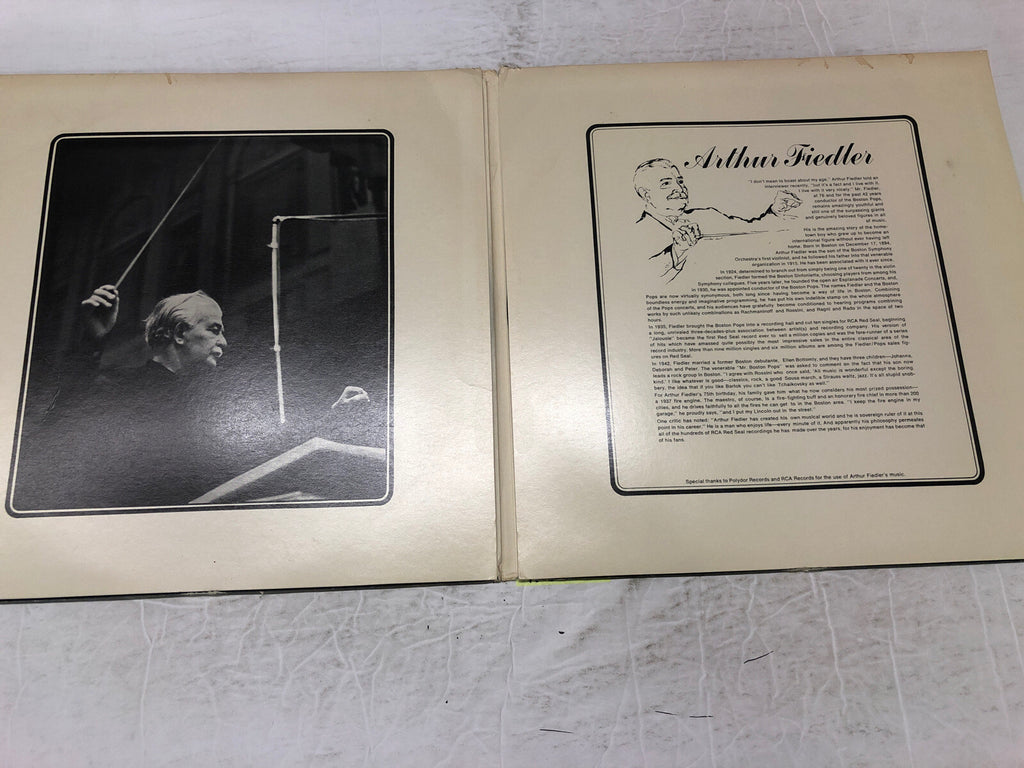 Arthur Fiedler
"I don't mean to boast about my age," Arthur Fiedler told an
interviewer recently, "but it's a fact and I live with it.
I live with it very nicely." Mr. Fiedler,
at 76 and for the past 42 years
conductor of the Boston Pops,
remains amazingly youthful and
still one of the surprising giants
and genuinely beloved figures in all
of music.
His is the amazing story of the home-
town boy who grew up to become an
international figure without ever having left
home. Born in Boston on December 17, 1894,
Arthur Fiedler was the son of the Boston Symphony
Orchestra's first violinist, and he followed his father into that venerable
organization in 1915. He has been associated with it ever since.
In 1924, determined to branch out from simply being one of twenty in the violin
section, Fiedler formed the Boston Sinfonietta, choosing players from among his
Symphony collegues. Five years later, he founded the open air Esplanade Concerts, and,
in 1930, he was appointed conductor of the Boston Pops. The names Fiedler and the Boston
Pops are now virtually synonymous, both long since having become a way of life in Boston. Combining
boundless energy and imaginative programming, he has put his own indelible stamp on the whole atmosphere
of the Pops concerts, and his audiences have gratefully become conditioned to hearing programs combining
works by such unlikely combinations as Rachmaninoff and Rossini, and Ragni and Rado in the space of two
hours.
In 1935, Fiedler brought the Boston Pops into a recording hall and cut ten singles for RCA Red Seal, beginning
a long, unrivaled three-decades-plus association between artist(s) and recording company. His version of
"Jalousie" became the first Red Seal record ever to sell a million copies and was the fore-runner of a series
of hits which have amassed quite possibly the most impressive sales in the entire classical area of the
record industry. More than nine million singles and six million albums are among the Fiedler/Pops sales fig-
ures on Red Seal.
In 1942, Fiedler married a former Boston debutante, Ellen Bottomly, and they have three children—Johanna,
Deborah and Peter. The venerable "Mr. Boston Pops" was asked to comment on the fact that his son now
leads a rock group in Boston. "I agree with Rossini who once said, 'All music is wonderful except the boring
kind.' I like whatever is good—classics, rock, a good Sousa march, a Strauss waltz, jazz. It's all stupid snob-
bery, the idea that if you like Bartok you can't like Tchaikovsky as well."
For Arthur Fiedler's 75th birthday, his family gave him what he now considers his most prized possession—
a 1937 fire engine. The maestro, of course, is a fire-fighting buff and an honorary fire chief in more than 200
cities, and he drives faithfully to all the fires he can get to in the Boston area. "I keep the fire engine in my
garage," he proudly says, "and I put my Lincoln out in the street."
One critic has noted: "Arthur Fiedler has created his own musical world and he is sovereign ruler of it at this
point in his career." He is a man who enjoys life—every minute of it. And apparently his philosophy permeates
all of the hundreds of RCA Red Seal recordings he has made over the years, for his enjoyment has become that
of his fans.
Special thanks to Polydor Records and RCA Records for the use of Arthur Fiedler's music.